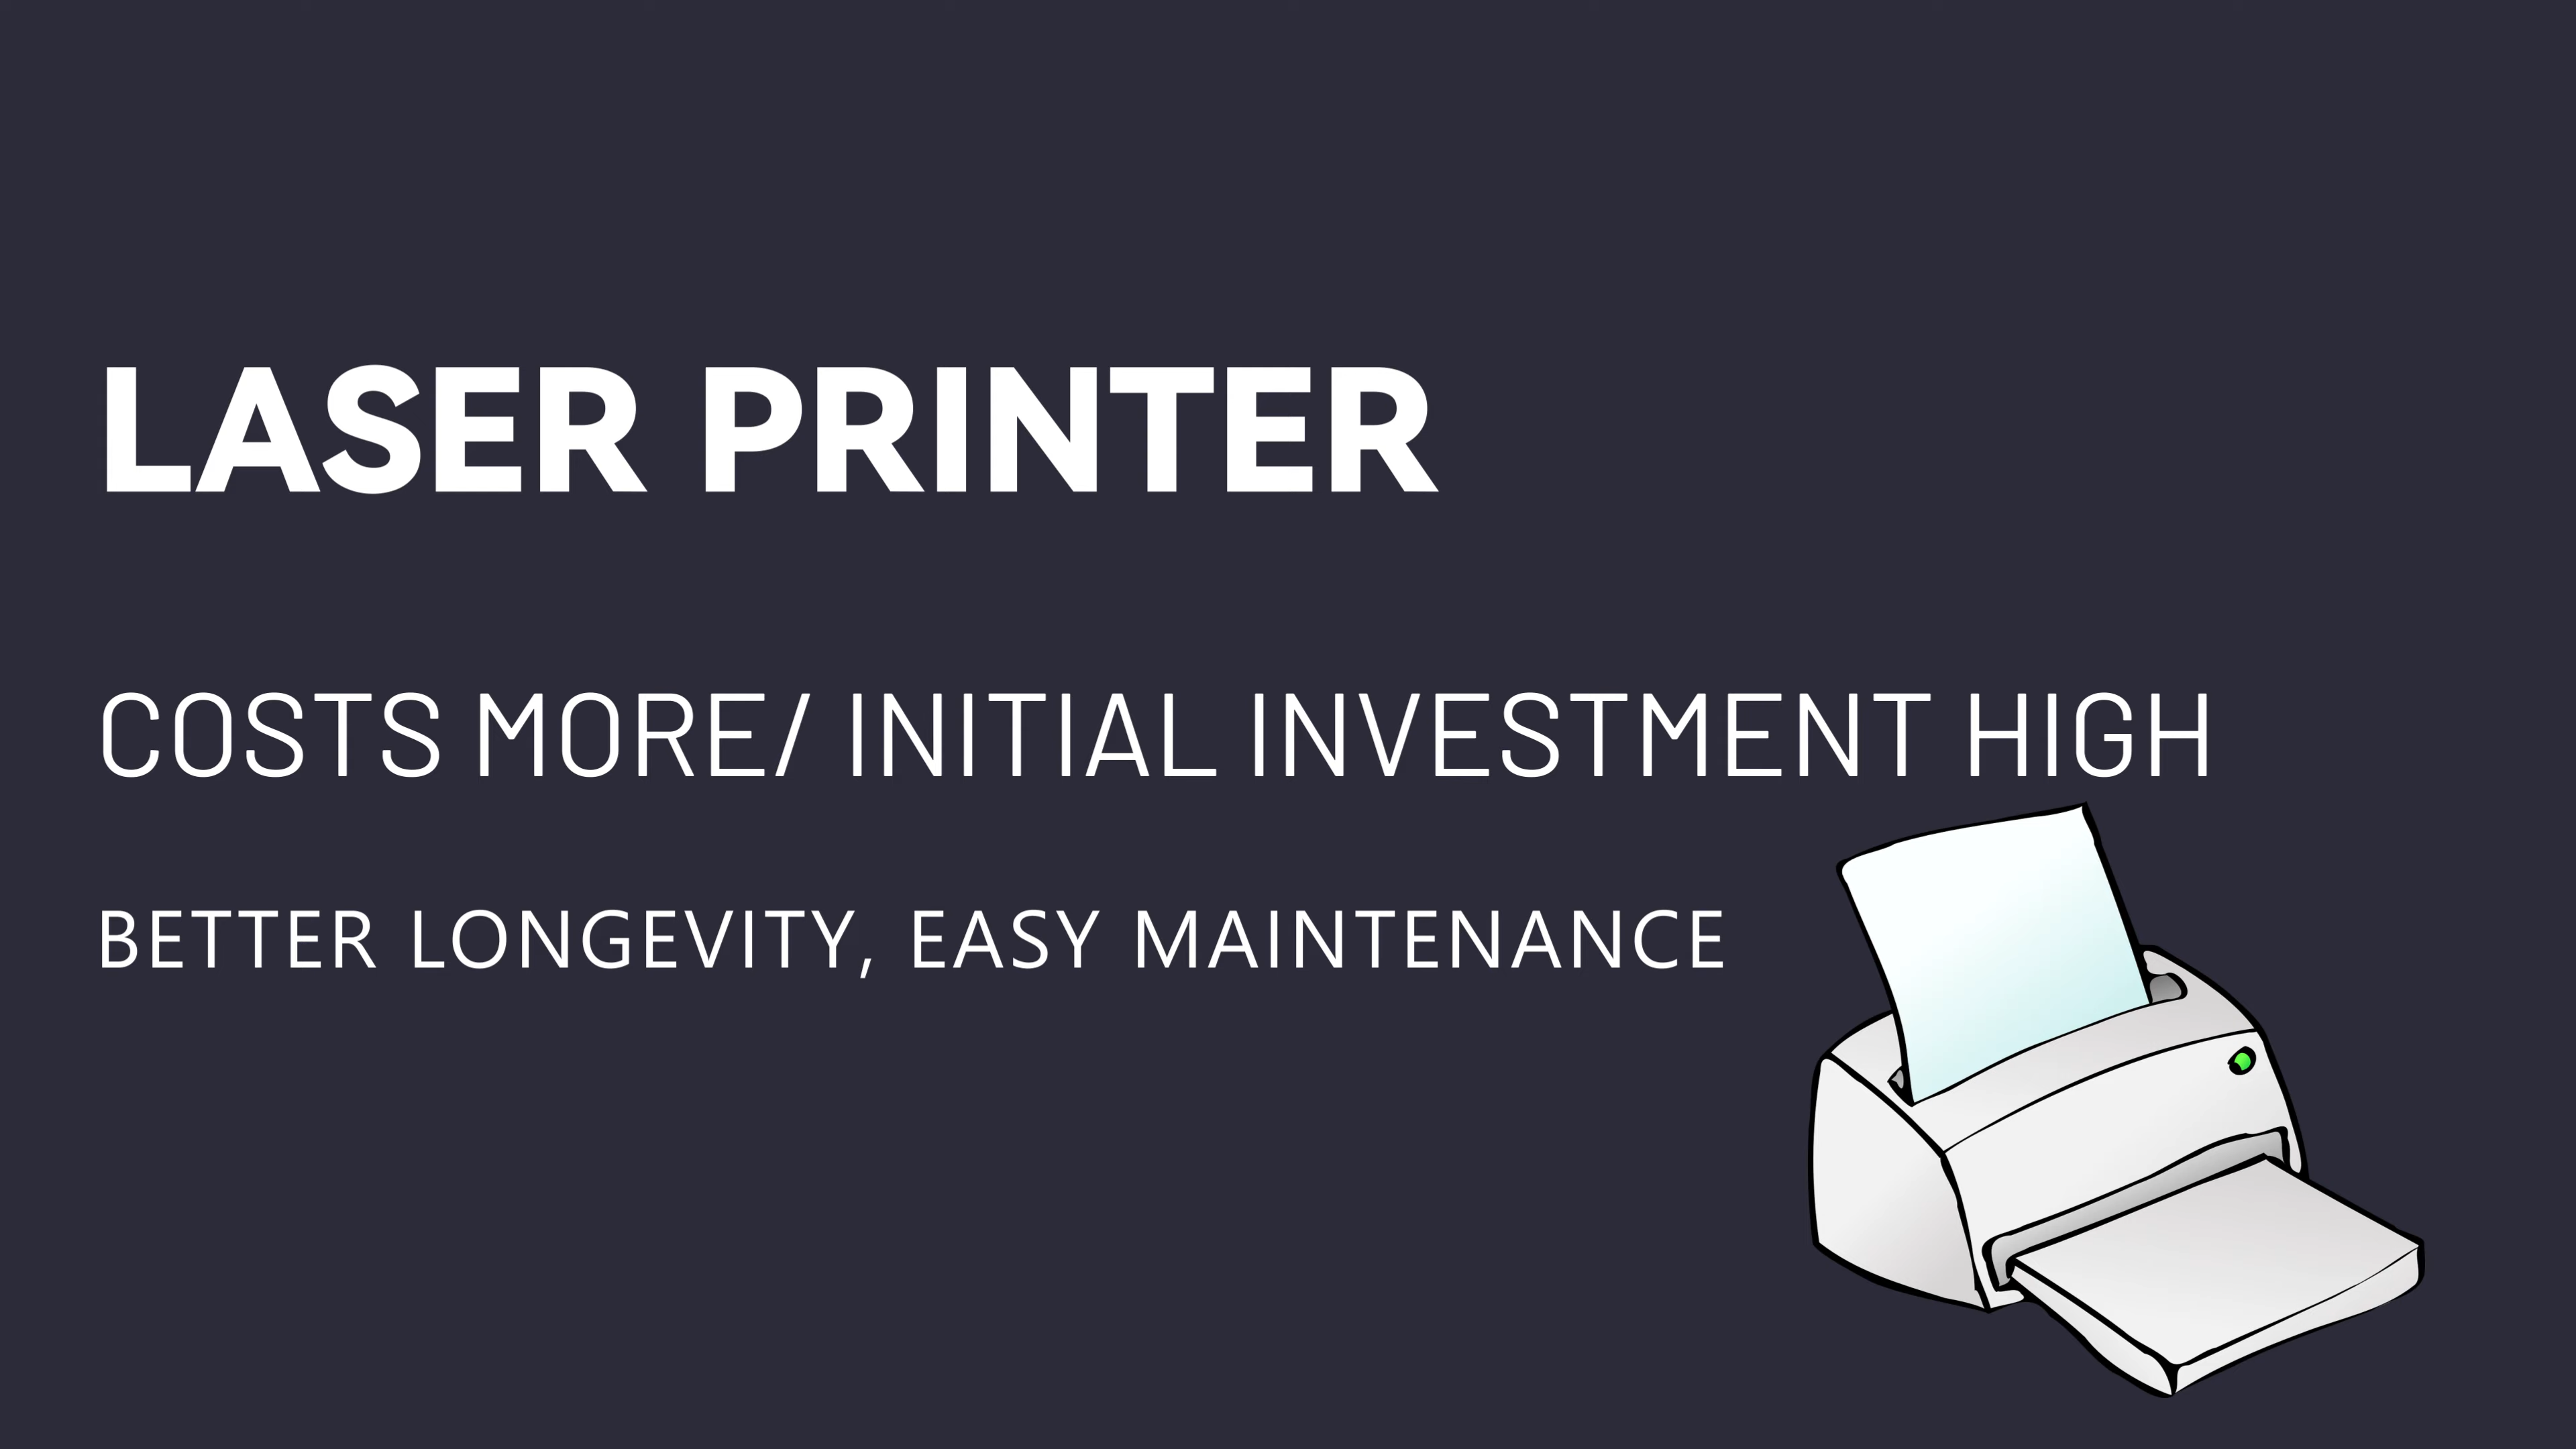 LASER PRINTER
COSTS MORE/ INITIAL INVESTMENT HIGH
BETTER LONGEVITY, EASY MAINTENANCE